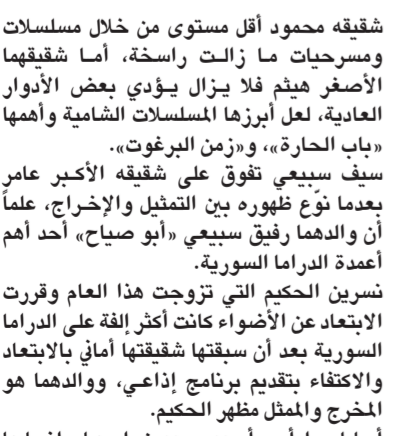 شقيقه محمود أقل مستوى من خلال مسلسلات
ومسرحيات ما زالت راسخة، أما شقيقهما
الأصغر هيثم فلا يزال يؤدي بعض الأدوار
العادية، لعل أبرزها المسلسلات الشامية وأهمها
«باب الحارة»، و«زمن البرغوت».
سيف سبيعي تفوق على شقيقه الأكبر عامر
بعدما نوّع ظهوره بين التمثيل والإخراج، علماً
أن والدهما رفيق سبيعي «أبو صياح» أحد أهم
أعمدة الدراما السورية.
نسرين الحكيم التي تزوجت هذا العام وقررت
الابتعاد عن الأضواء كانت أكثر إلفة على الدراما
السورية بعد أن سبقتها شقيقتها أماني بالابتعاد
والاكتفاء بتقديم برنامج إذاعي، ووالدهما هو
المخرج والممثل مظهر الحكيم.